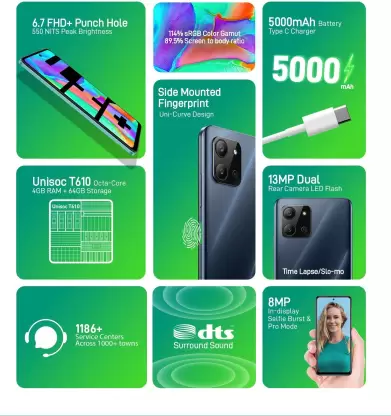 6.7 FHD+ Punch Hole
550 NITS Peak Brightness
FHD+
114% sRGB Color Gamut
89.5% Screen to body ratio
5000mAh Battery
Type C Charger
5000
mAh
Side Mounted
Fingerprint
Uni-Curve Design
Unisoc T610 Octa-Core
4GB RAM + 64GB Storage
Unisoc T610
13MP Dual
Rear Camera LED Flash
Time Lapse/Slo-mo
1186+
Service Centers
Across 1000+ towns
dts
Surround Sound
8MP
In-display
Selfie Burst &
Pro Mode